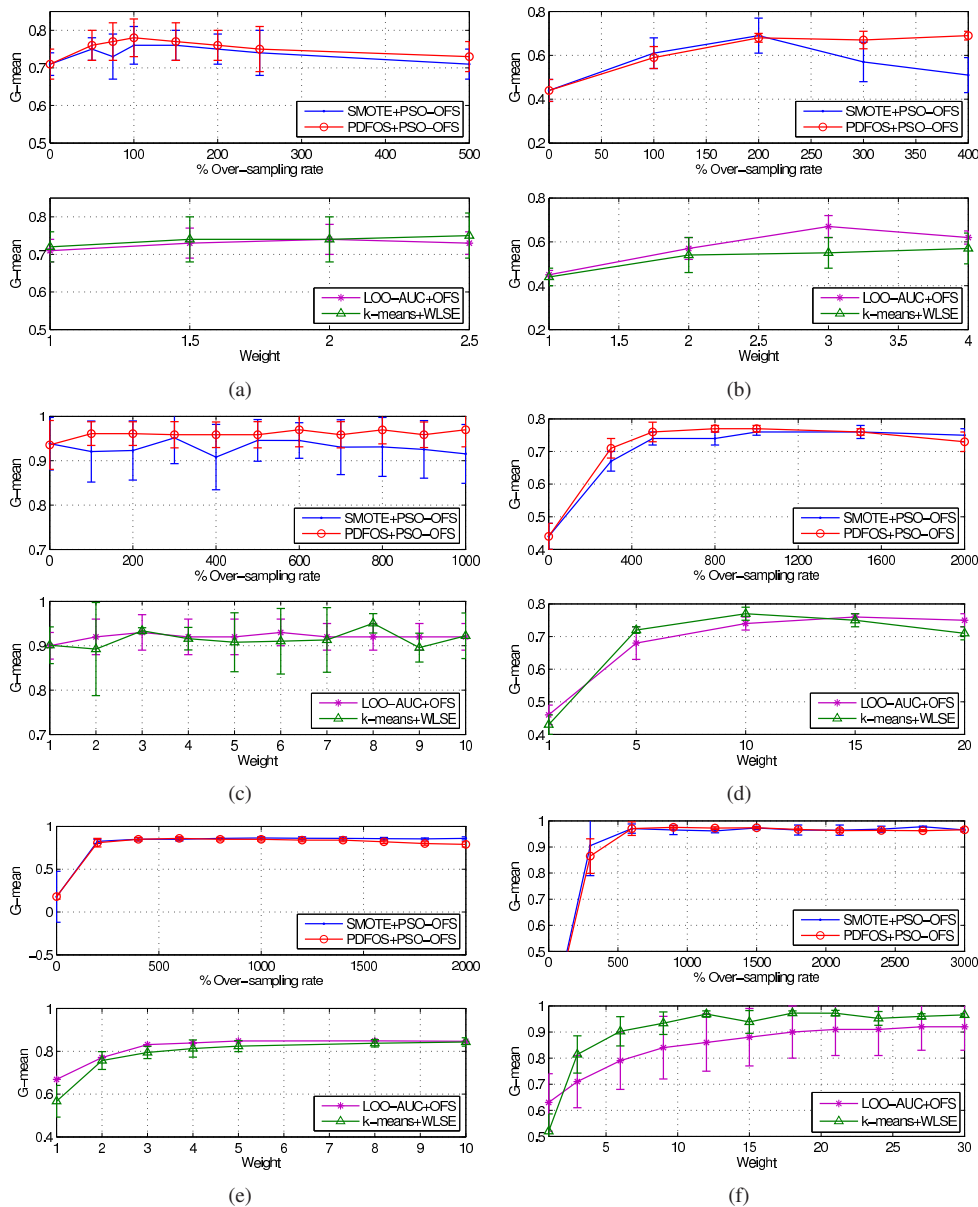 0.8
0.7
0.6
0.5
G-mean
0 100 200 300 400 500
% Over-sampling rate
SMOTE+PSO-OFS
PDFOS+PSO-OFS
0.8
0.7
0.6
0.5
G-mean
1 1.5 2 2.5
Weight
LOO-AUC+OFS
k-means+WLSE
(a)
0.8
0.6
0.4
0.2
G-mean
0 50 100 150 200 250 300 350 400
% Over-sampling rate
SMOTE+PSO-OFS
PDFOS+PSO-OFS
0.8
0.6
0.4
0.2
G-mean
1 1.5 2 2.5 3 3.5 4
Weight
LOO-AUC+OFS
k-means+WLSE
(b)
1
0.9
0.8
0.7
G-mean
0 200 400 600 800 1000
% Over-sampling rate
SMOTE+PSO-OFS
PDFOS+PSO-OFS
1
0.9
0.8
0.7
G-mean
1 2 3 4 5 6 7 8 9 10
Weight
LOO-AUC+OFS
k-means+WLSE
(c)
0.8
0.7
0.6
0.5
0.4
G-mean
0 400 800 1200 1600 2000
% Over-sampling rate
SMOTE+PSO-OFS
PDFOS+PSO-OFS
0.8
0.7
0.6
0.5
0.4
G-mean
1 5 10 15 20
Weight
LOO-AUC+OFS
k-means+WLSE
(d)
1
0.5
0
-0.5
G-mean
0 500 1000 1500 2000
% Over-sampling rate
SMOTE+PSO-OFS
PDFOS+PSO-OFS
1
0.8
0.6
0.4
G-mean
1 2 3 4 5 6 7 8 9 10
Weight
LOO-AUC+OFS
k-means+WLSE
(e)
1
0.9
0.8
0.7
0.6
0.5
G-mean
0 500 1000 1500 2000 2500 3000
% Over-sampling rate
SMOTE+PSO-OFS
PDFOS+PSO-OFS
1
0.9
0.8
0.7
0.6
0.5
G-mean
5 10 15 20 25 30
Weight
LOO-AUC+OFS
k-means+WLSE
(f)